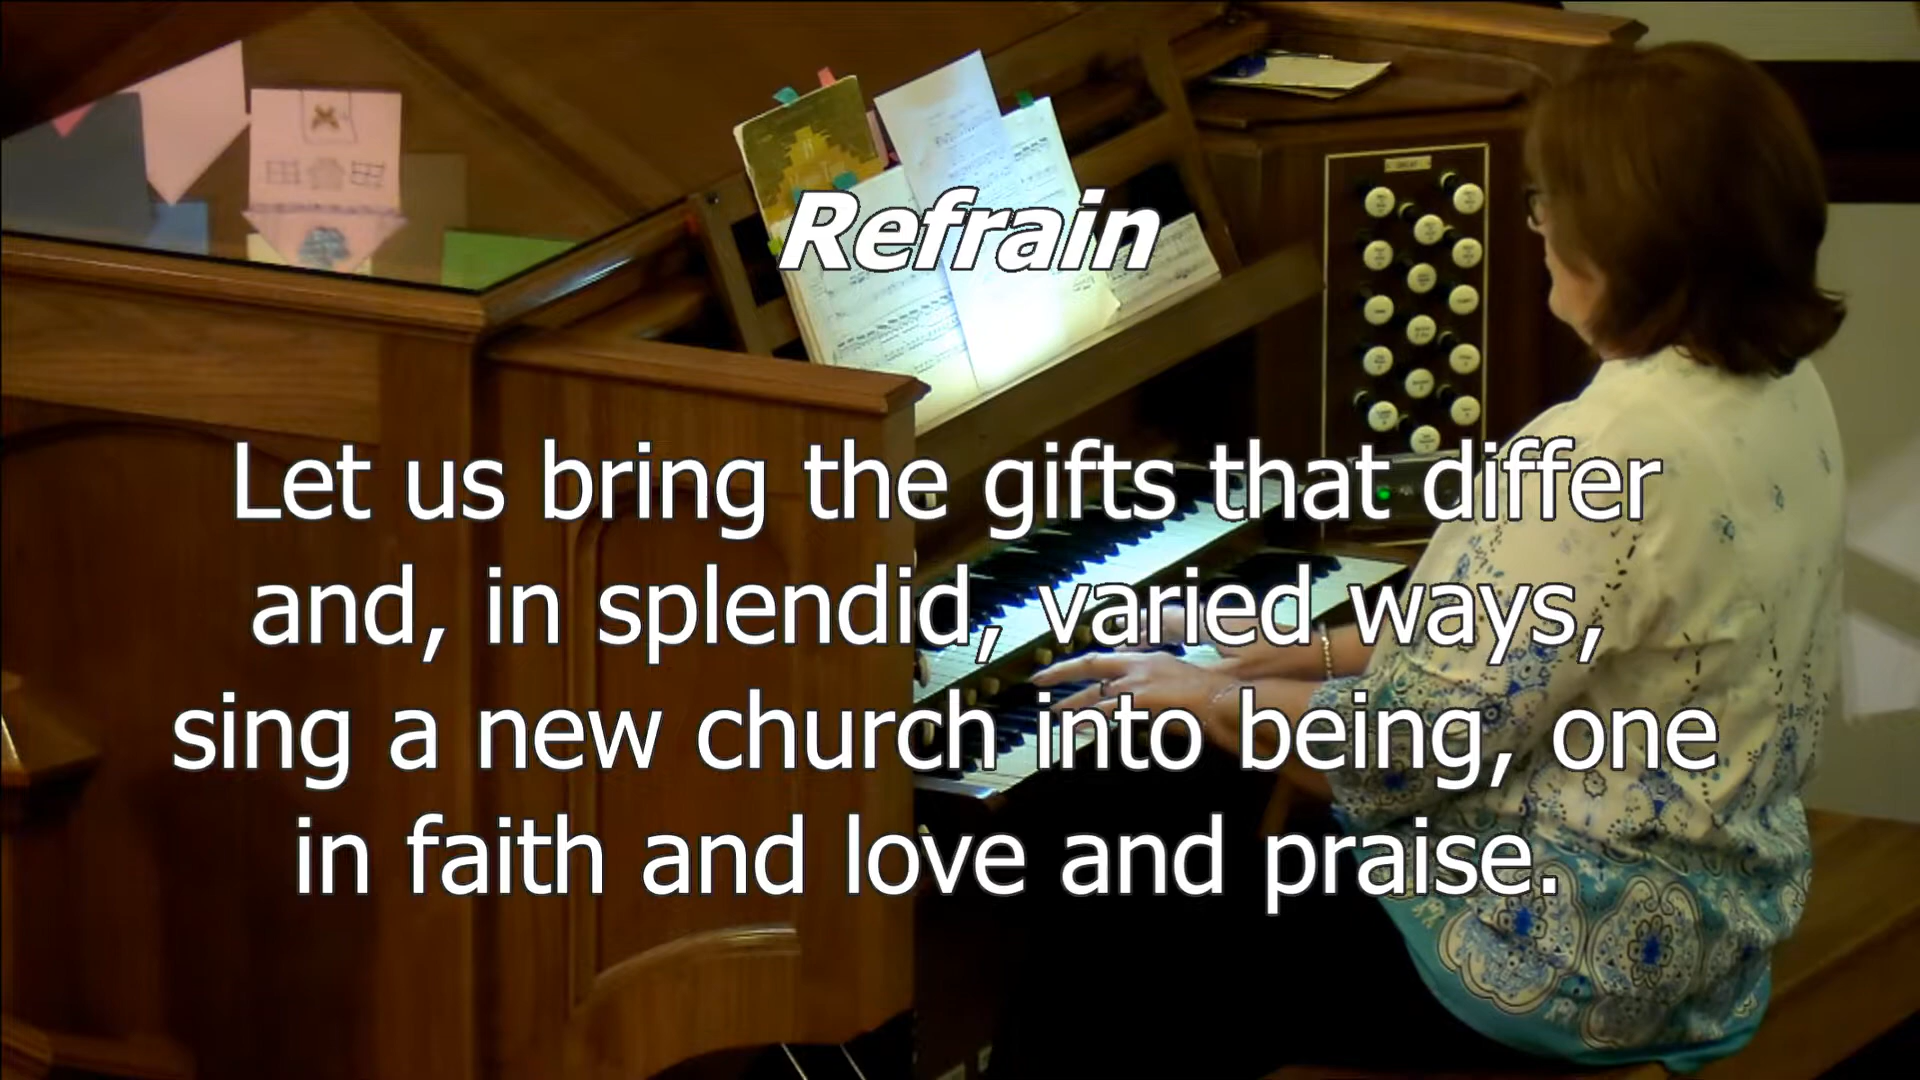 Refrain
Let us bring the gifts that differ
and, in splendid, varied ways,
sing a new church into being, one
in faith and love and praise.